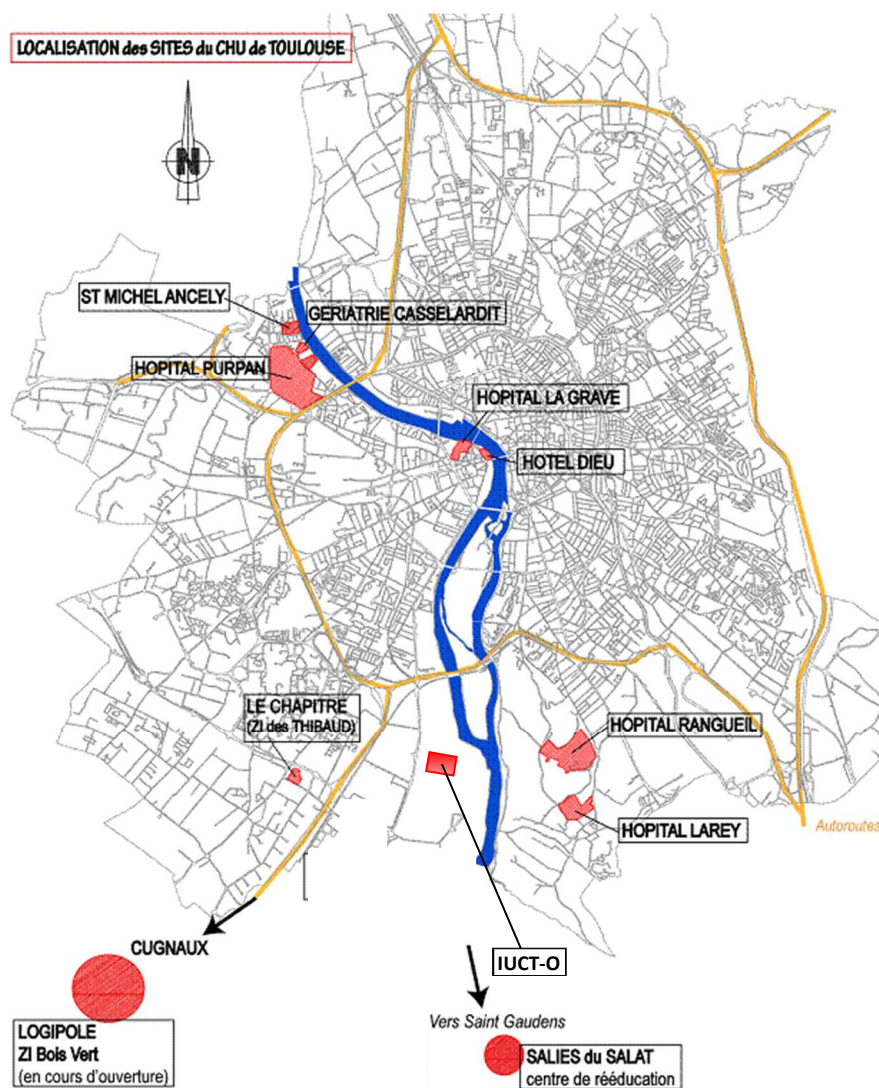 LOCALISATION des SITES du CHU de TOULOUSE
N
ST MICHEL ANCELY
GERIATRIE CASSELARDIT
HOPITAL PURPAN
HOPITAL LA GRAVE
HOTEL DIEU
LE CHAPITRE
(ZI des THIBAUD)
HOPITAL RANGUEIL
HOPITAL LAREY
Autoroutes
CUGNAUX
IUCT-O
LOGIPOLE
ZI Bois Vert
(en cours d'ouverture)
Vers Saint Gaudens
SALIES du SALAT
centre de rééducation